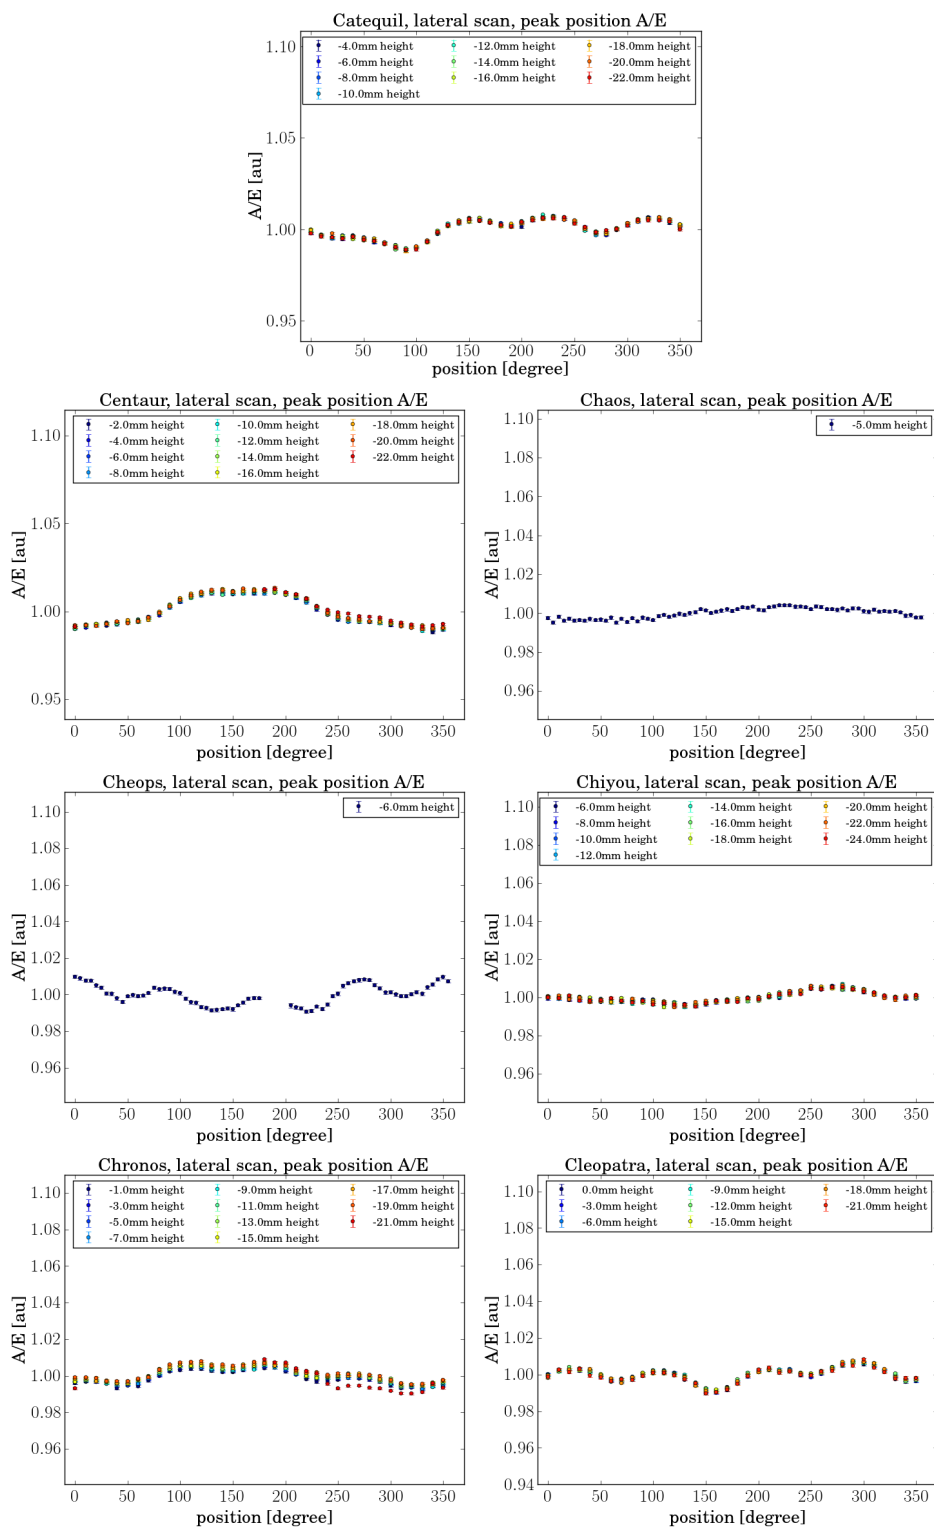 Catequil, lateral scan, peak position A/E
-4.0mm height -12.0mm height -18.0mm height
-6.0mm height -14.0mm height -20.0mm height
-8.0mm height -16.0mm height -22.0mm height
-10.0mm height
1.10
1.05
1.00
0.95
A/E [au]
0 50 100 150 200 250 300 350
position [degree]
Centaur, lateral scan, peak position A/E
-2.0mm height -10.0mm height -18.0mm height
-4.0mm height -12.0mm height -20.0mm height
-6.0mm height -14.0mm height -22.0mm height
-8.0mm height -16.0mm height
1.10
1.05
1.00
0.95
A/E [au]
0 50 100 150 200 250 300 350
position [degree]
Chaos, lateral scan, peak position A/E
-5.0mm height
1.10
1.08
1.06
1.04
1.02
1.00
0.98
0.96
A/E [au]
0 50 100 150 200 250 300 350
position [degree]
Cheops, lateral scan, peak position A/E
-6.0mm height
1.10
1.08
1.06
1.04
1.02
1.00
0.98
0.96
A/E [au]
0 50 100 150 200 250 300 350
position [degree]
Chiyou, lateral scan, peak position A/E
-6.0mm height -14.0mm height -20.0mm height
-8.0mm height -16.0mm height -22.0mm height
-10.0mm height -18.0mm height -24.0mm height
-12.0mm height
1.10
1.08
1.06
1.04
1.02
1.00
0.98
0.96
A/E [au]
0 50 100 150 200 250 300 350
position [degree]
Chronos, lateral scan, peak position A/E
-1.0mm height -9.0mm height -17.0mm height
-3.0mm height -11.0mm height -19.0mm height
-5.0mm height -13.0mm height -21.0mm height
-7.0mm height -15.0mm height
1.10
1.08
1.06
1.04
1.02
1.00
0.98
0.96
A/E [au]
0 50 100 150 200 250 300 350
position [degree]
Cleopatra, lateral scan, peak position A/E
0.0mm height -9.0mm height -18.0mm height
-3.0mm height -12.0mm height -21.0mm height
-6.0mm height -15.0mm height
1.10
1.08
1.06
1.04
1.02
1.00
0.98
0.96
0.94
A/E [au]
0 50 100 150 200 250 300 350
position [degree]